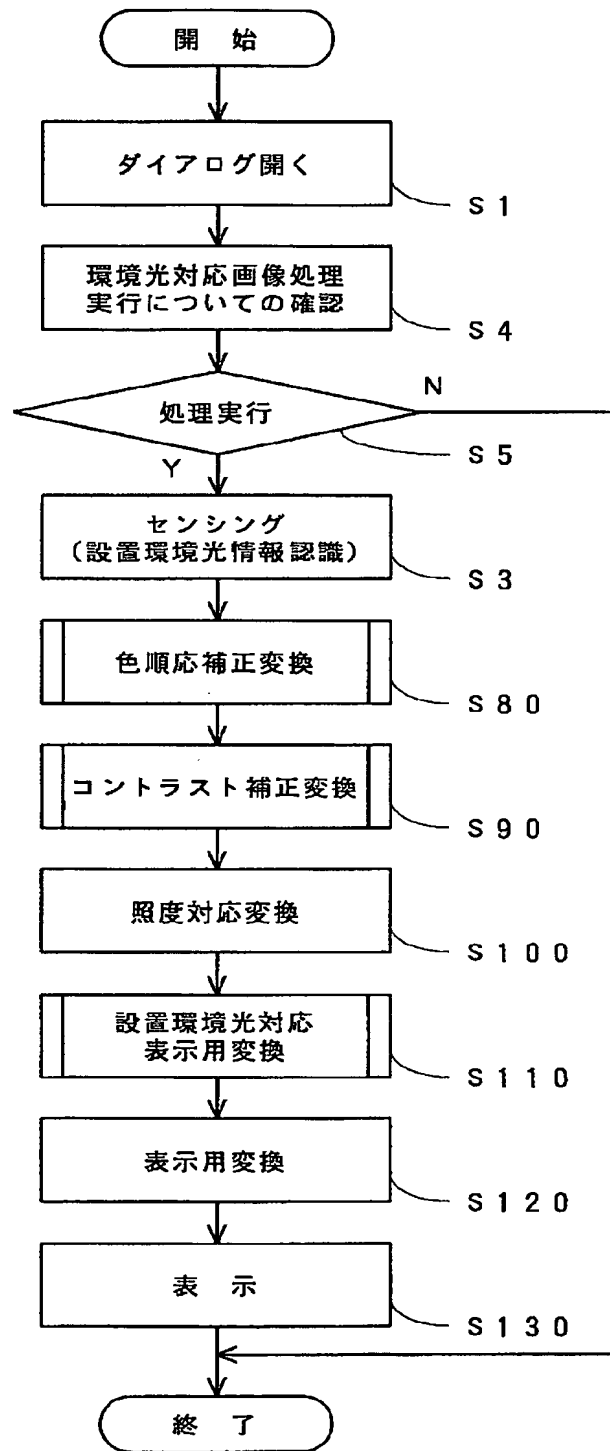 開 始
ダイアログ開く
S1
環境光対応画像処理
実行についての確認
S4
処理実行
N
S5
Y
センシング
(設置環境光情報認識)
S3
色順応補正変換
S80
コントラスト補正変換
S90
照度対応変換
S100
設置環境光対応
表示用変換
S110
表示用変換
S120
表 示
S130
終 了